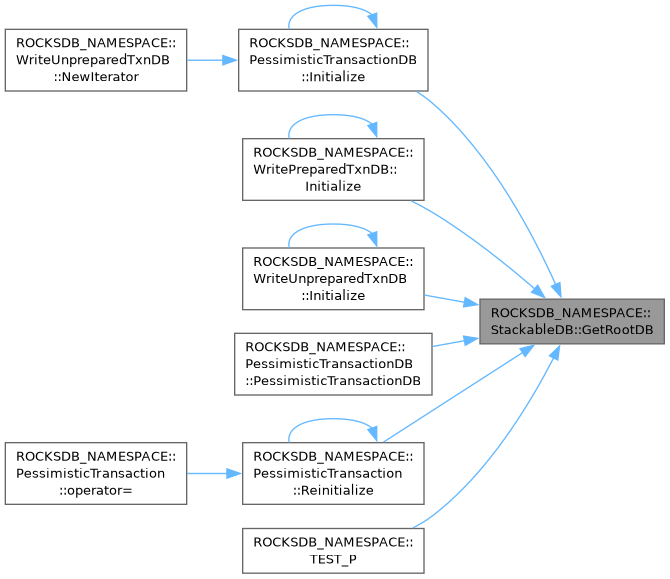 ROCKSDB_NAMESPACE::
WriteUnpreparedTxnDB
::NewIterator
ROCKSDB_NAMESPACE::
PessimisticTransactionDB
::Initialize
ROCKSDB_NAMESPACE::
WritePreparedTxnDB::
Initialize
ROCKSDB_NAMESPACE::
WriteUnpreparedTxnDB
::Initialize
ROCKSDB_NAMESPACE::
StackableDB::GetRootDB
ROCKSDB_NAMESPACE::
PessimisticTransactionDB
::PessimisticTransactionDB
ROCKSDB_NAMESPACE::
PessimisticTransaction
::operator=
ROCKSDB_NAMESPACE::
PessimisticTransaction
::Reinitialize
ROCKSDB_NAMESPACE::
TEST_P